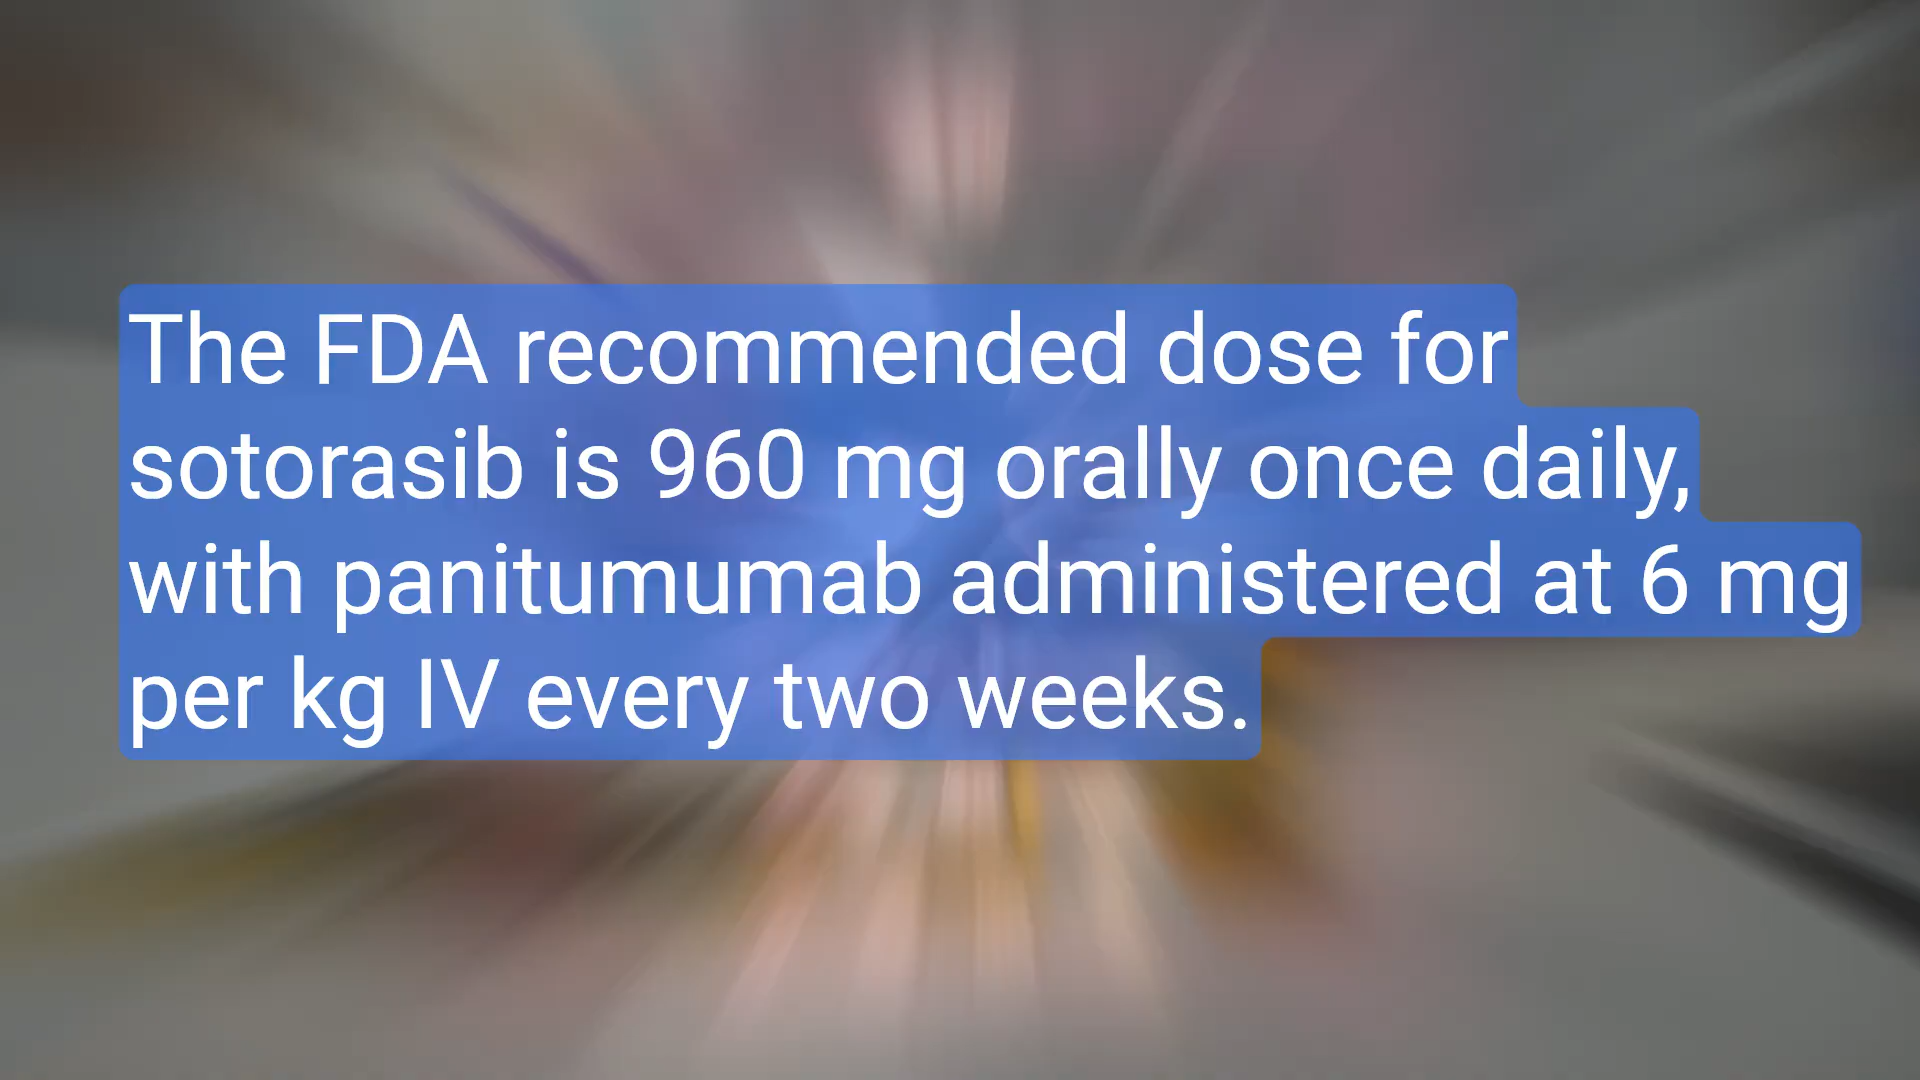 The FDA recommended dose for
sotorasib is 960 mg orally once daily,
with panitumumab administered at 6 mg
per kg IV every two weeks.